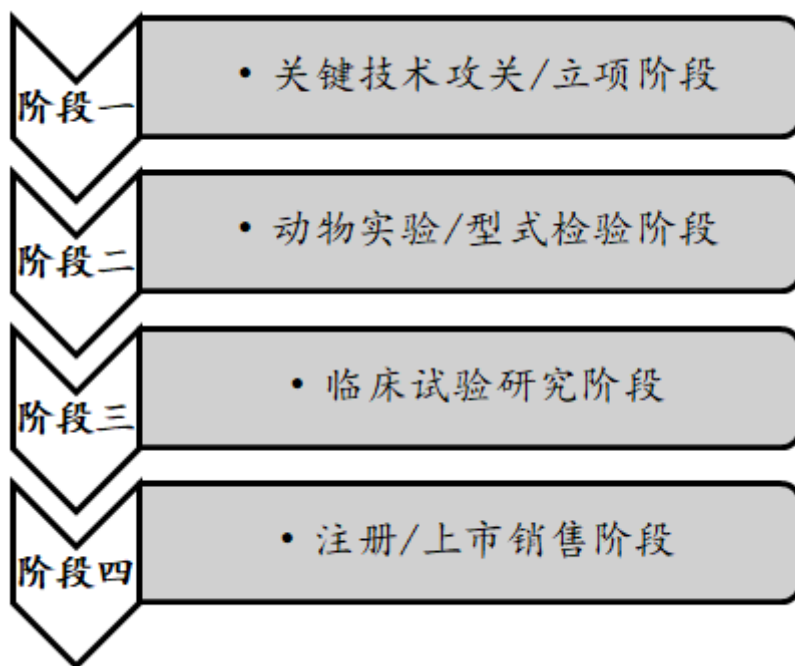 阶段一
• 关键技术攻关/立项阶段
阶段二
• 动物实验/型式检验阶段
阶段三
• 临床试验研究阶段
阶段四
• 注册/上市销售阶段